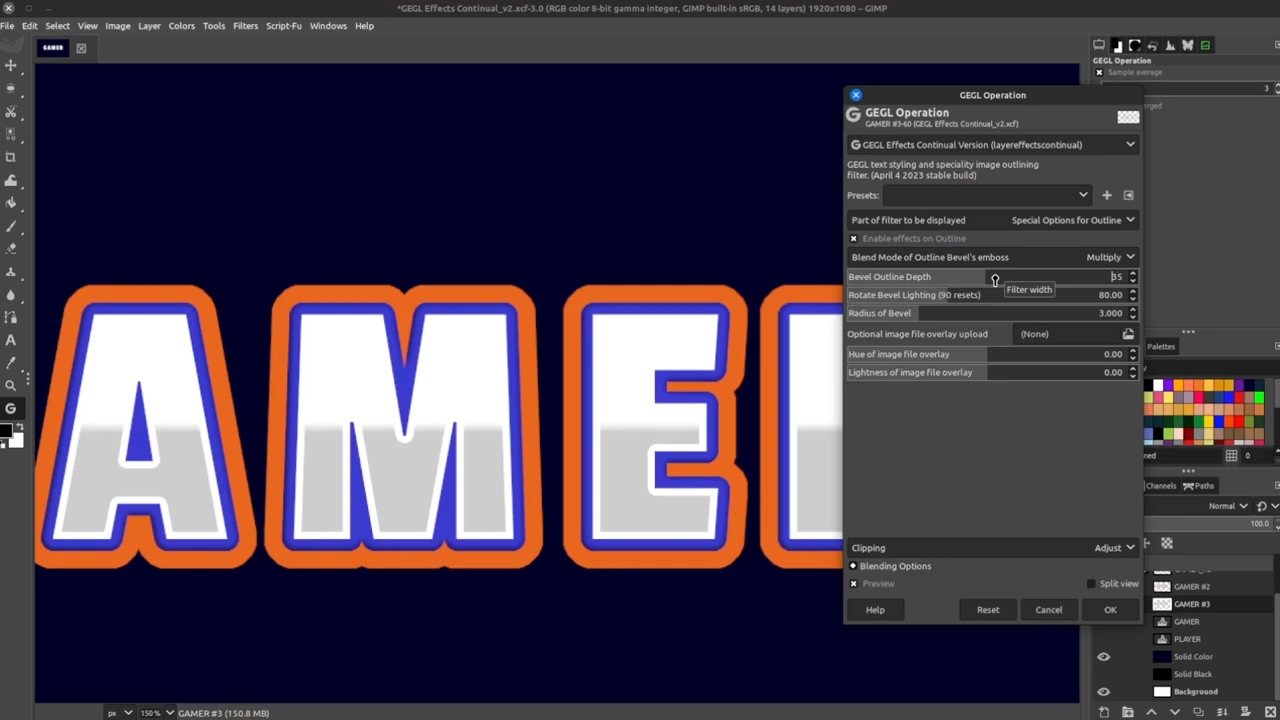 *GEGL Effects Continual_v2.xcf-3.0 (RGB color 8-bit gamma integer, GIMP built-in sRGB, 14 layers) 1920x1080 – GIMP
File Edit Select View Image Layer Colors Tools Filters Script-Fu Windows Help
GAMER
GEGL Operation
Sample average
3
GEGL Operation
GEGL Operation
GAMER #3-60 (GEGL Effects Continual_v2.xcf)
GEGL Effects Continual Version (layereffectscontinual)
GEGL text styling and speciality image outlining
filter. (April 4 2023 stable build)
Presets:
Part of filter to be displayed Special Options for Outline
Enable effects on Outline
Blend Mode of Outline Bevel's emboss Multiply
Bevel Outline Depth 35
Filter width
Rotate Bevel Lighting (90 resets) 80.00
Radius of Bevel 3.000
Optional image file overlay upload (None)
Hue of image file overlay 0.00
Lightness of image file overlay 0.00
Clipping Adjust
Blending Options
Preview Split view
Help Reset Cancel OK
AME
Palettes
0
Channels Paths
Normal
100.0
GAMER #2
GAMER #3
GAMER
PLAYER
Solid Color
Solid Black
Background
px 150 % GAMER #3 (150.8 MB)